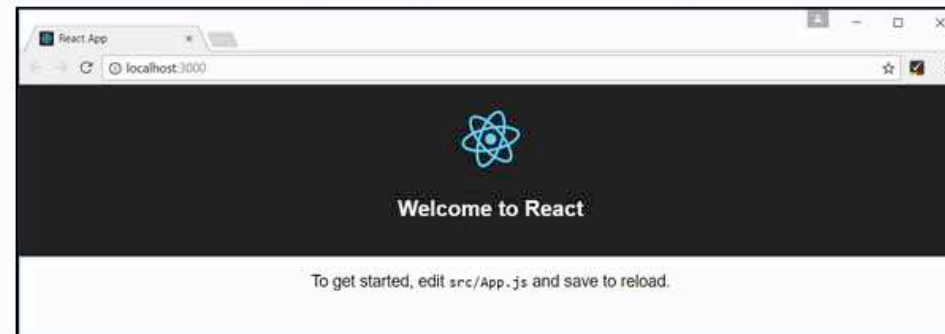 React App
localhost:3000
Welcome to React
To get started, edit src/App.js and save to reload.